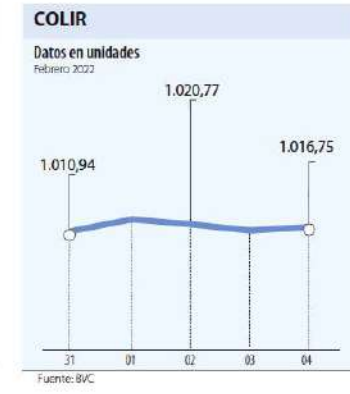 COLIR
Datos en unidades
Febrero 2022
1.020,77
1.016,75
1.010,94
31 01 02 03 04
Fuente: BVC